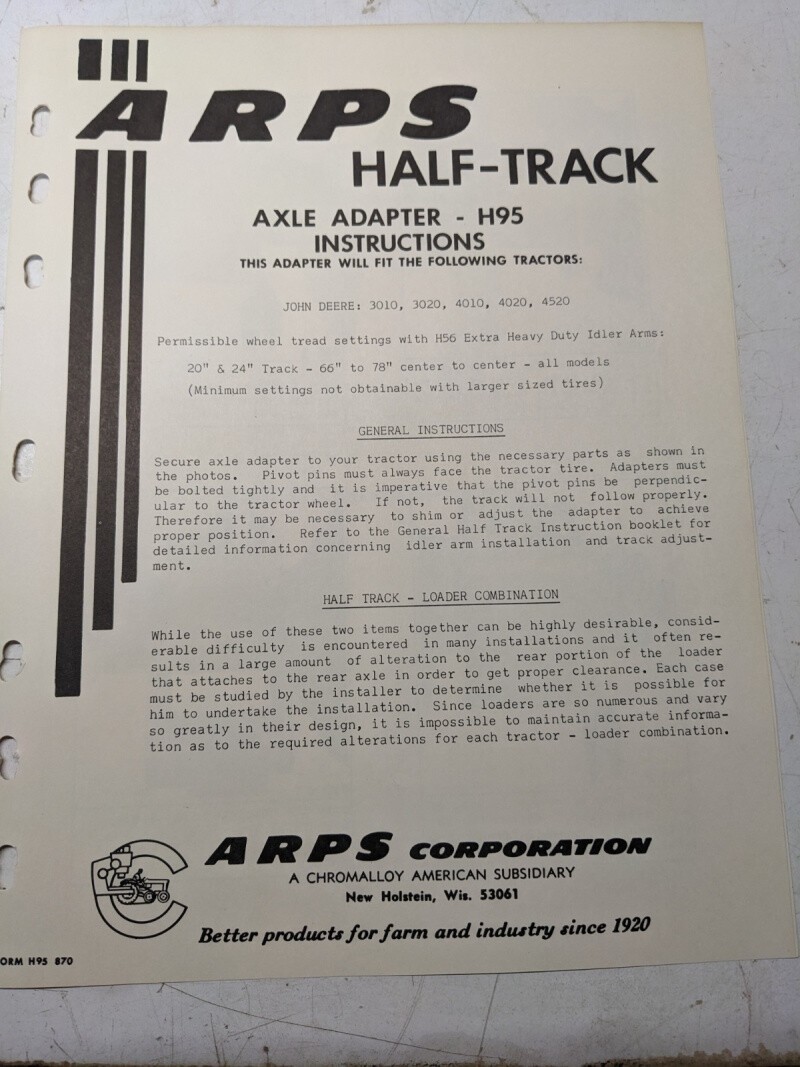 ARPS
HALF-TRACK
AXLE ADAPTER - H95
INSTRUCTIONS
THIS ADAPTER WILL FIT THE FOLLOWING TRACTORS:
JOHN DEERE: 3010, 3020, 4010, 4020, 4520
Permissible wheel tread settings with H56 Extra Heavy Duty Idler Arms:
20" & 24" Track - 66" to 78" center to center - all models
(Minimum settings not obtainable with larger sized tires)
GENERAL INSTRUCTIONS
Secure axle adapter to your tractor using the necessary parts as shown in
the photos. Pivot pins must always face the tractor tire. Adapters must
be bolted tightly and it is imperative that the pivot pins be perpendic-
ular to the tractor wheel. If not, the track will not follow properly.
Therefore it may be necessary to shim or adjust the adapter to achieve
proper position. Refer to the General Half Track Instruction booklet for
detailed information concerning idler arm installation and track adjust-
ment.
HALF TRACK - LOADER COMBINATION
While the use of these two items together can be highly desirable, consid-
erable difficulty is encountered in many installations and it often re-
sults in a large amount of alteration to the rear portion of the loader
that attaches to the rear axle in order to get proper clearance. Each case
must be studied by the installer to determine whether it is possible for
him to undertake the installation. Since loaders are so numerous and vary
so greatly in their design, it is impossible to maintain accurate informa-
tion as to the required alterations for each tractor - loader combination.
ARPS CORPORATION
A CHROMALLOY AMERICAN SUBSIDIARY
New Holstein, Wis. 53061
Better products for farm and industry since 1920
ORM H95 870